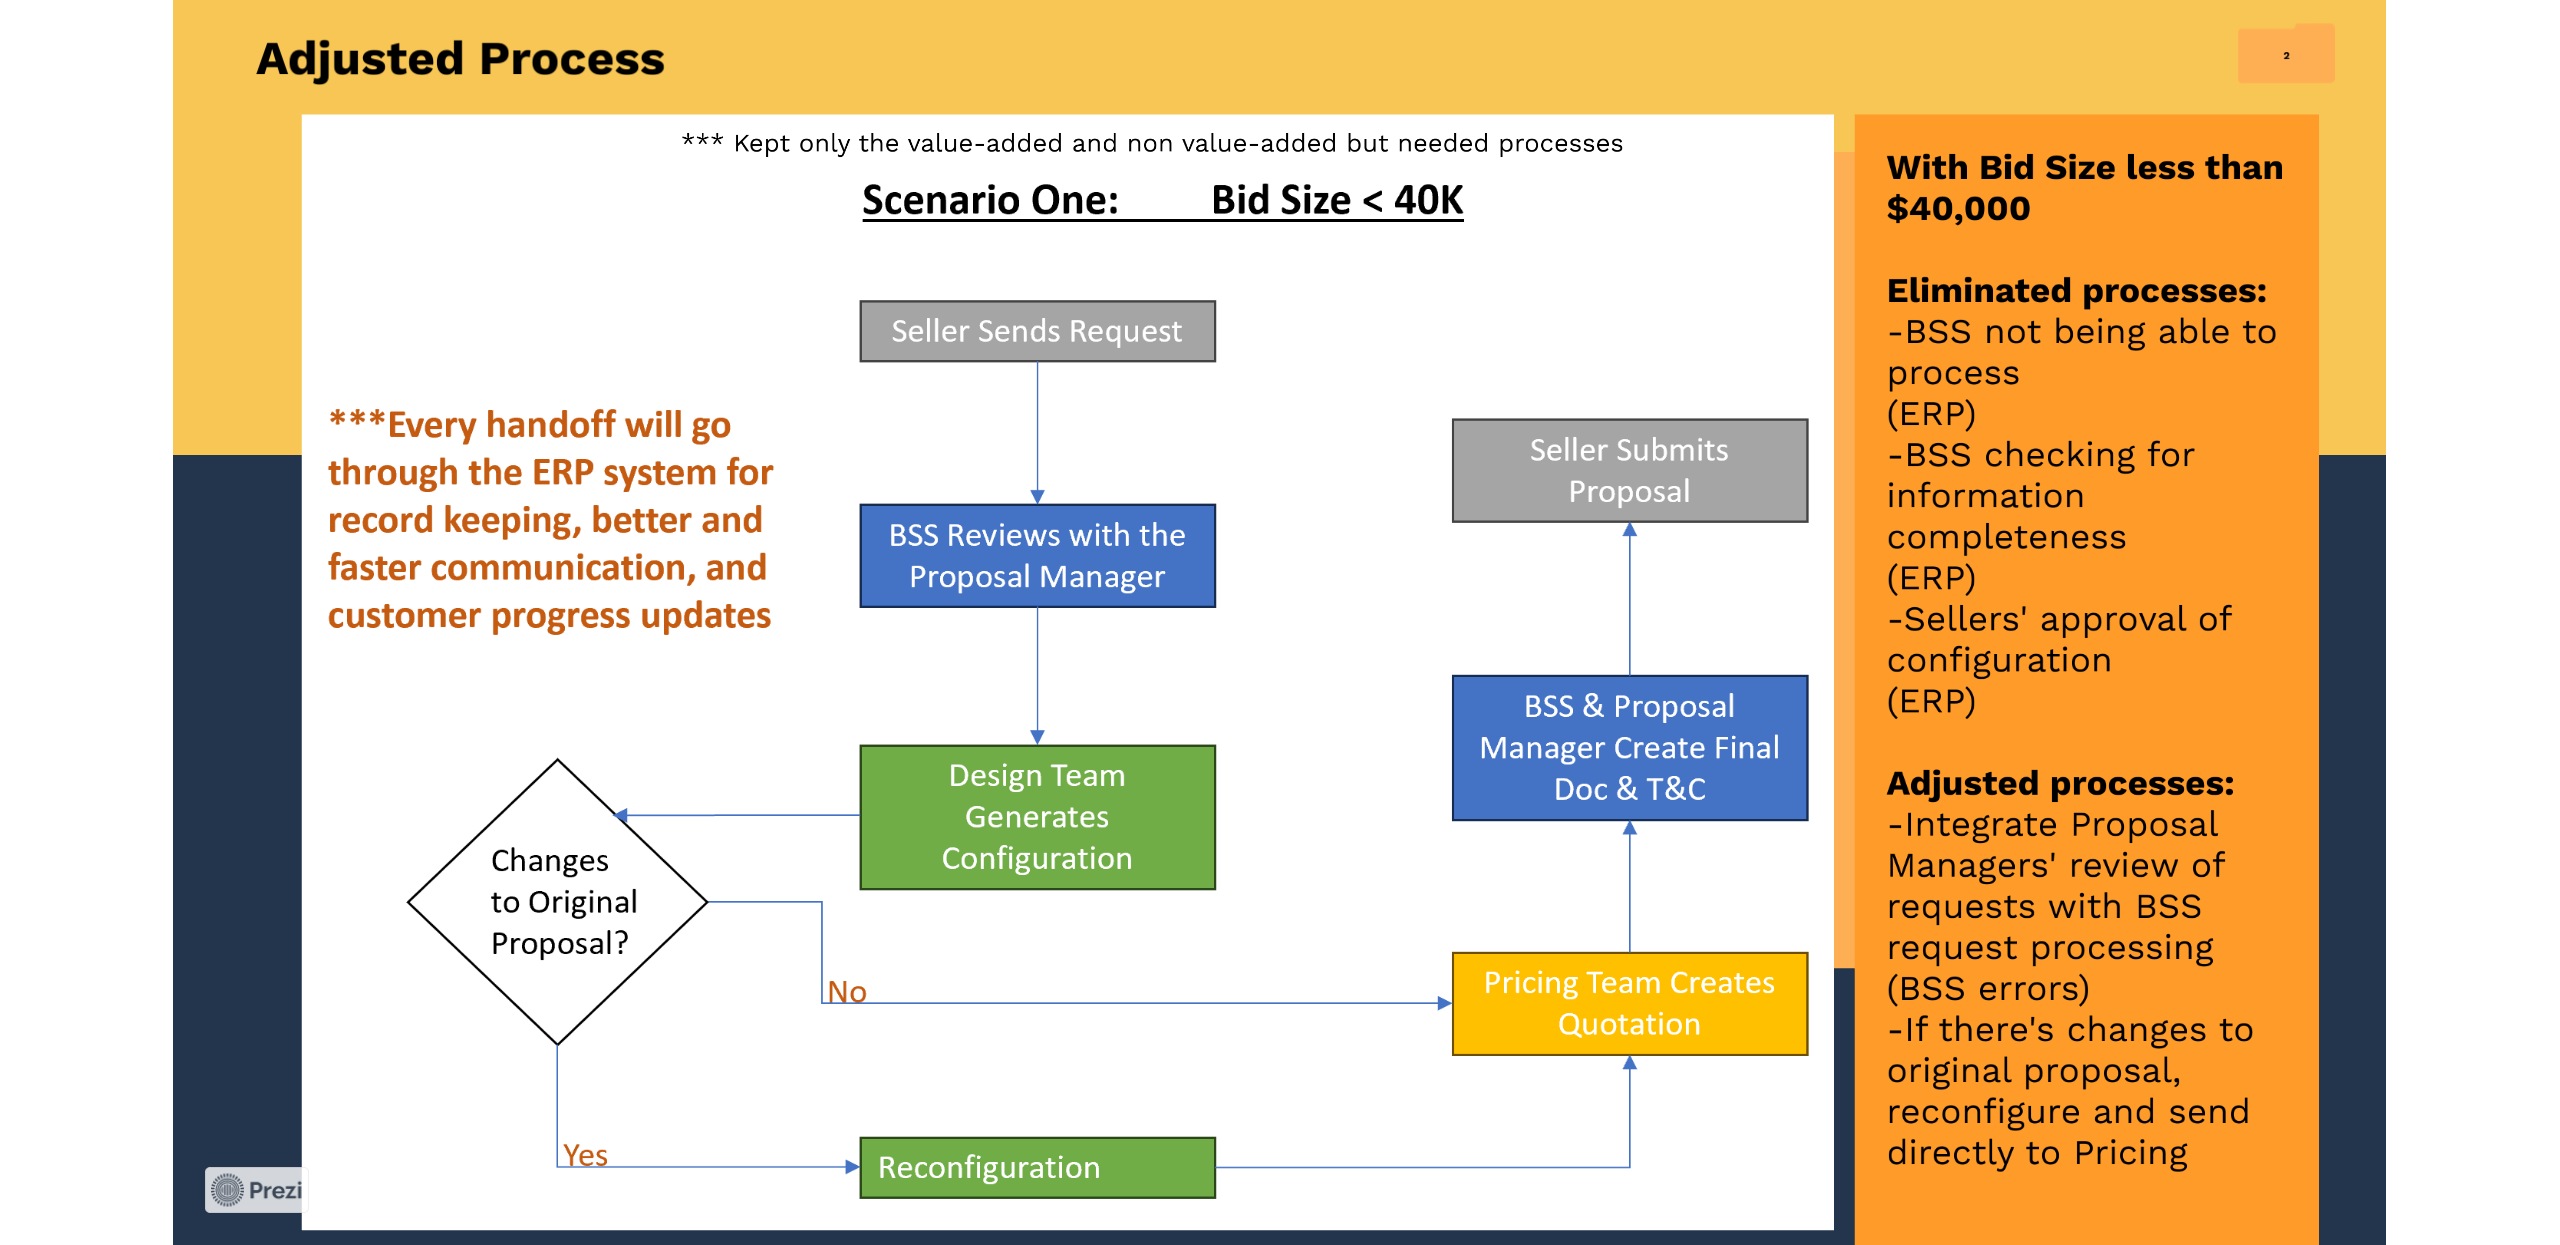 Adjusted Process
2
*** Kept only the value-added and non value-added but needed processes
Scenario One: Bid Size < 40K
Seller Sends Request
***Every handoff will go
through the ERP system for
record keeping, better and
faster communication, and
customer progress updates
BSS Reviews with the
Proposal Manager
Design Team
Generates
Configuration
Changes
to Original
Proposal?
No
Yes
Reconfiguration
Seller Submits
Proposal
BSS & Proposal
Manager Create Final
Doc & T&C
Pricing Team Creates
Quotation
With Bid Size less than
$40,000
Eliminated processes:
-BSS not being able to
process
(ERP)
-BSS checking for
information
completeness
(ERP)
-Sellers' approval of
configuration
(ERP)
Adjusted processes:
-Integrate Proposal
Managers' review of
requests with BSS
request processing
(BSS errors)
-If there's changes to
original proposal,
reconfigure and send
directly to Pricing
Prezi